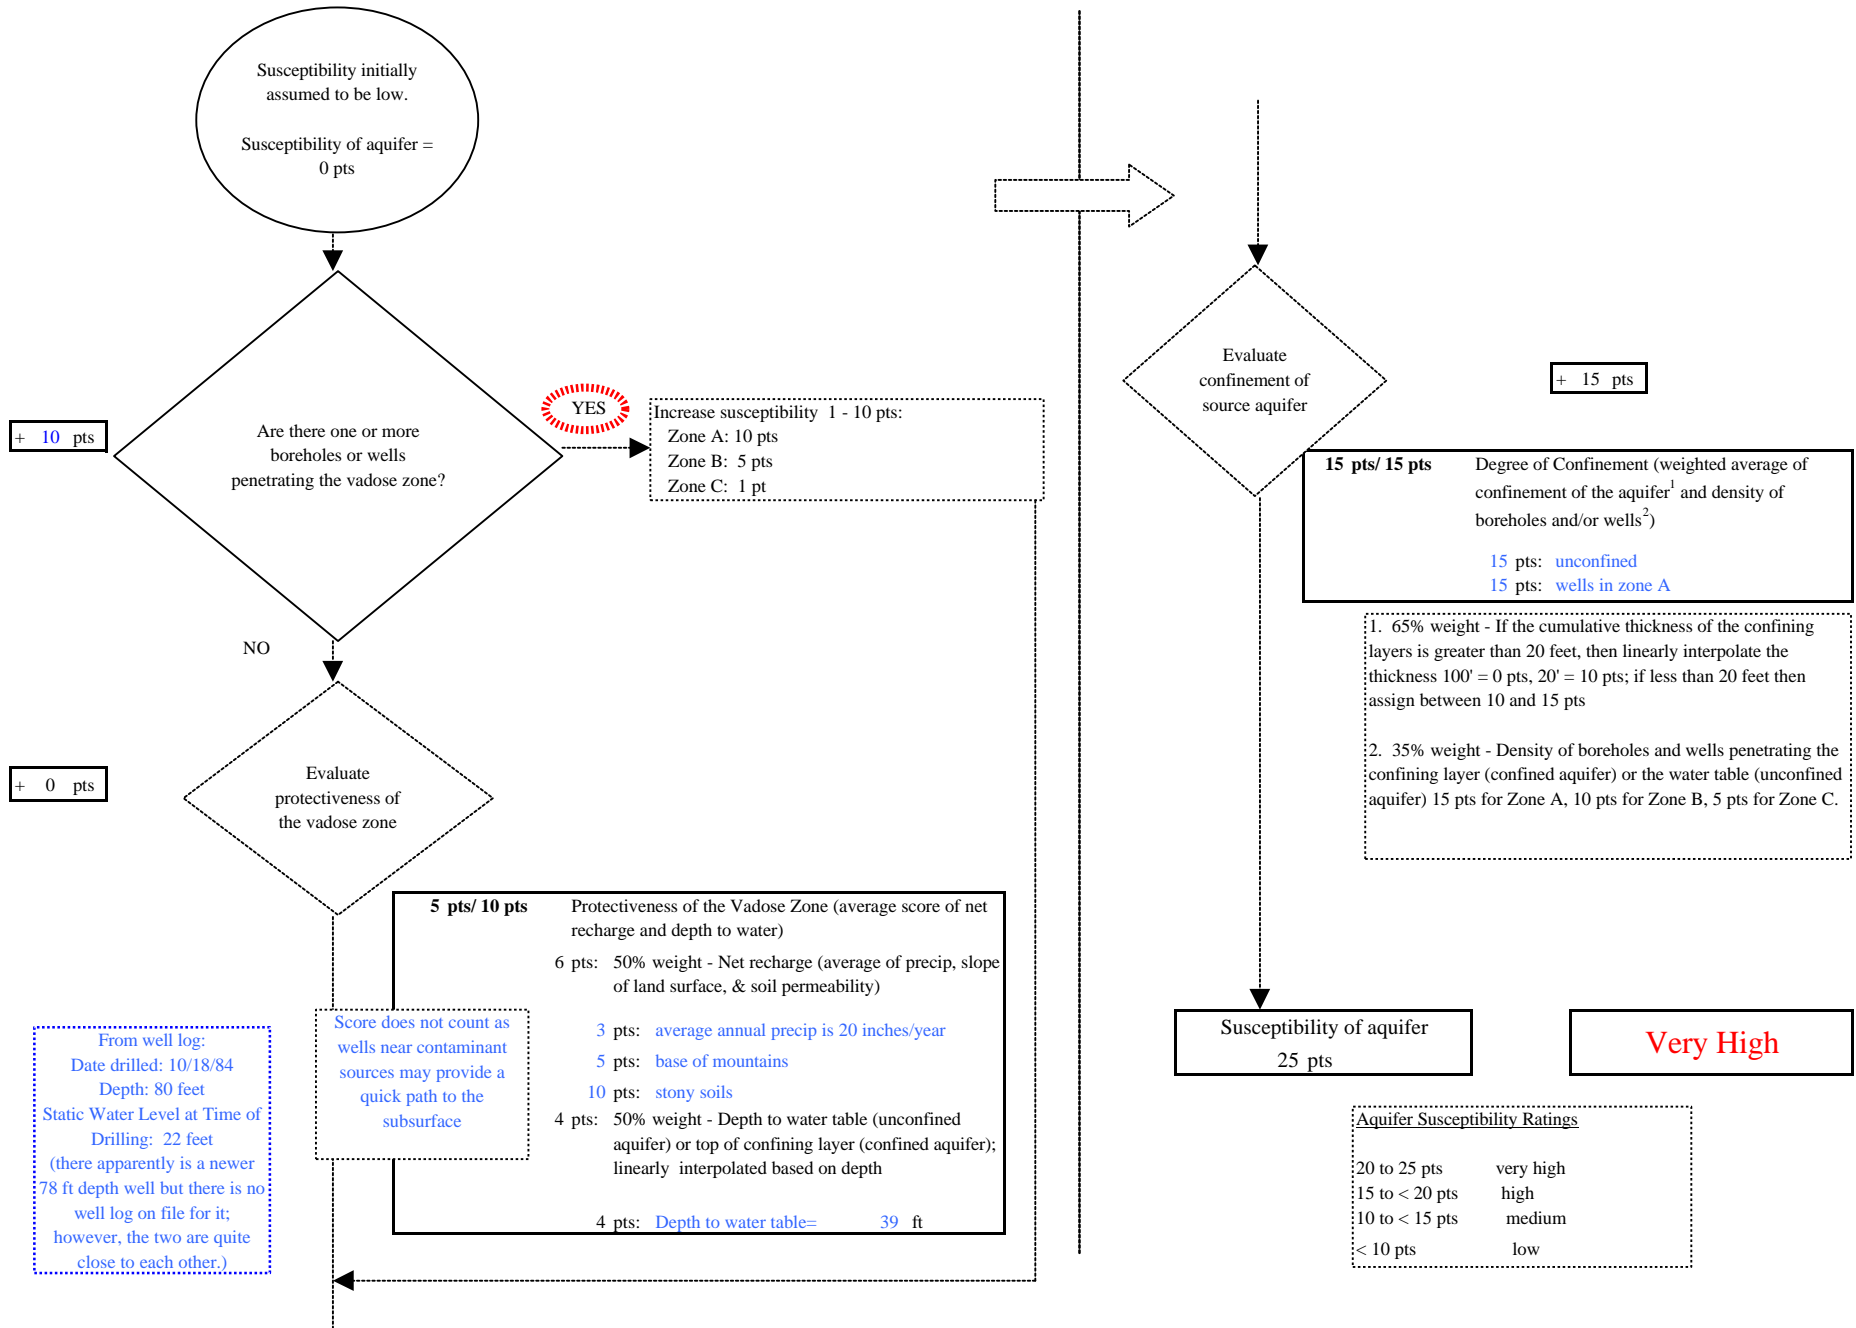 Susceptibility initially
assumed to be low.
Susceptibility of aquifer =
0 pts
+ 10 pts
Are there one or more
boreholes or wells
penetrating the vadose zone?
YES
Increase susceptibility 1 - 10 pts:
Zone A: 10 pts
Zone B: 5 pts
Zone C: 1 pt
NO
+ 0 pts
Evaluate
protectiveness of
the vadose zone
5 pts/ 10 pts Protectiveness of the Vadose Zone (average score of net
recharge and depth to water)
6 pts: 50% weight - Net recharge (average of precip, slope
of land surface, & soil permeability)
3 pts: average annual precip is 20 inches/year
5 pts: base of mountains
10 pts: stony soils
4 pts: 50% weight - Depth to water table (unconfined
aquifer) or top of confining layer (confined aquifer);
linearly interpolated based on depth
4 pts: Depth to water table= 39 ft
Score does not count as
wells near contaminant
sources may provide a
quick path to the
subsurface
From well log:
Date drilled: 10/18/84
Depth: 80 feet
Static Water Level at Time of
Drilling: 22 feet
(there apparently is a newer
78 ft depth well but there is no
well log on file for it;
however, the two are quite
close to each other.)
Evaluate
confinement of
source aquifer
+ 15 pts
15 pts/ 15 pts Degree of Confinement (weighted average of
confinement of the aquifer1 and density of
boreholes and/or wells2)
15 pts: unconfined
15 pts: wells in zone A
1. 65% weight - If the cumulative thickness of the confining
layers is greater than 20 feet, then linearly interpolate the
thickness 100' = 0 pts, 20' = 10 pts; if less than 20 feet then
assign between 10 and 15 pts
2. 35% weight - Density of boreholes and wells penetrating the
confining layer (confined aquifer) or the water table (unconfined
aquifer) 15 pts for Zone A, 10 pts for Zone B, 5 pts for Zone C.
Susceptibility of aquifer
25 pts
Very High
Aquifer Susceptibility Ratings
20 to 25 pts very high
15 to < 20 pts high
10 to < 15 pts medium
< 10 pts low